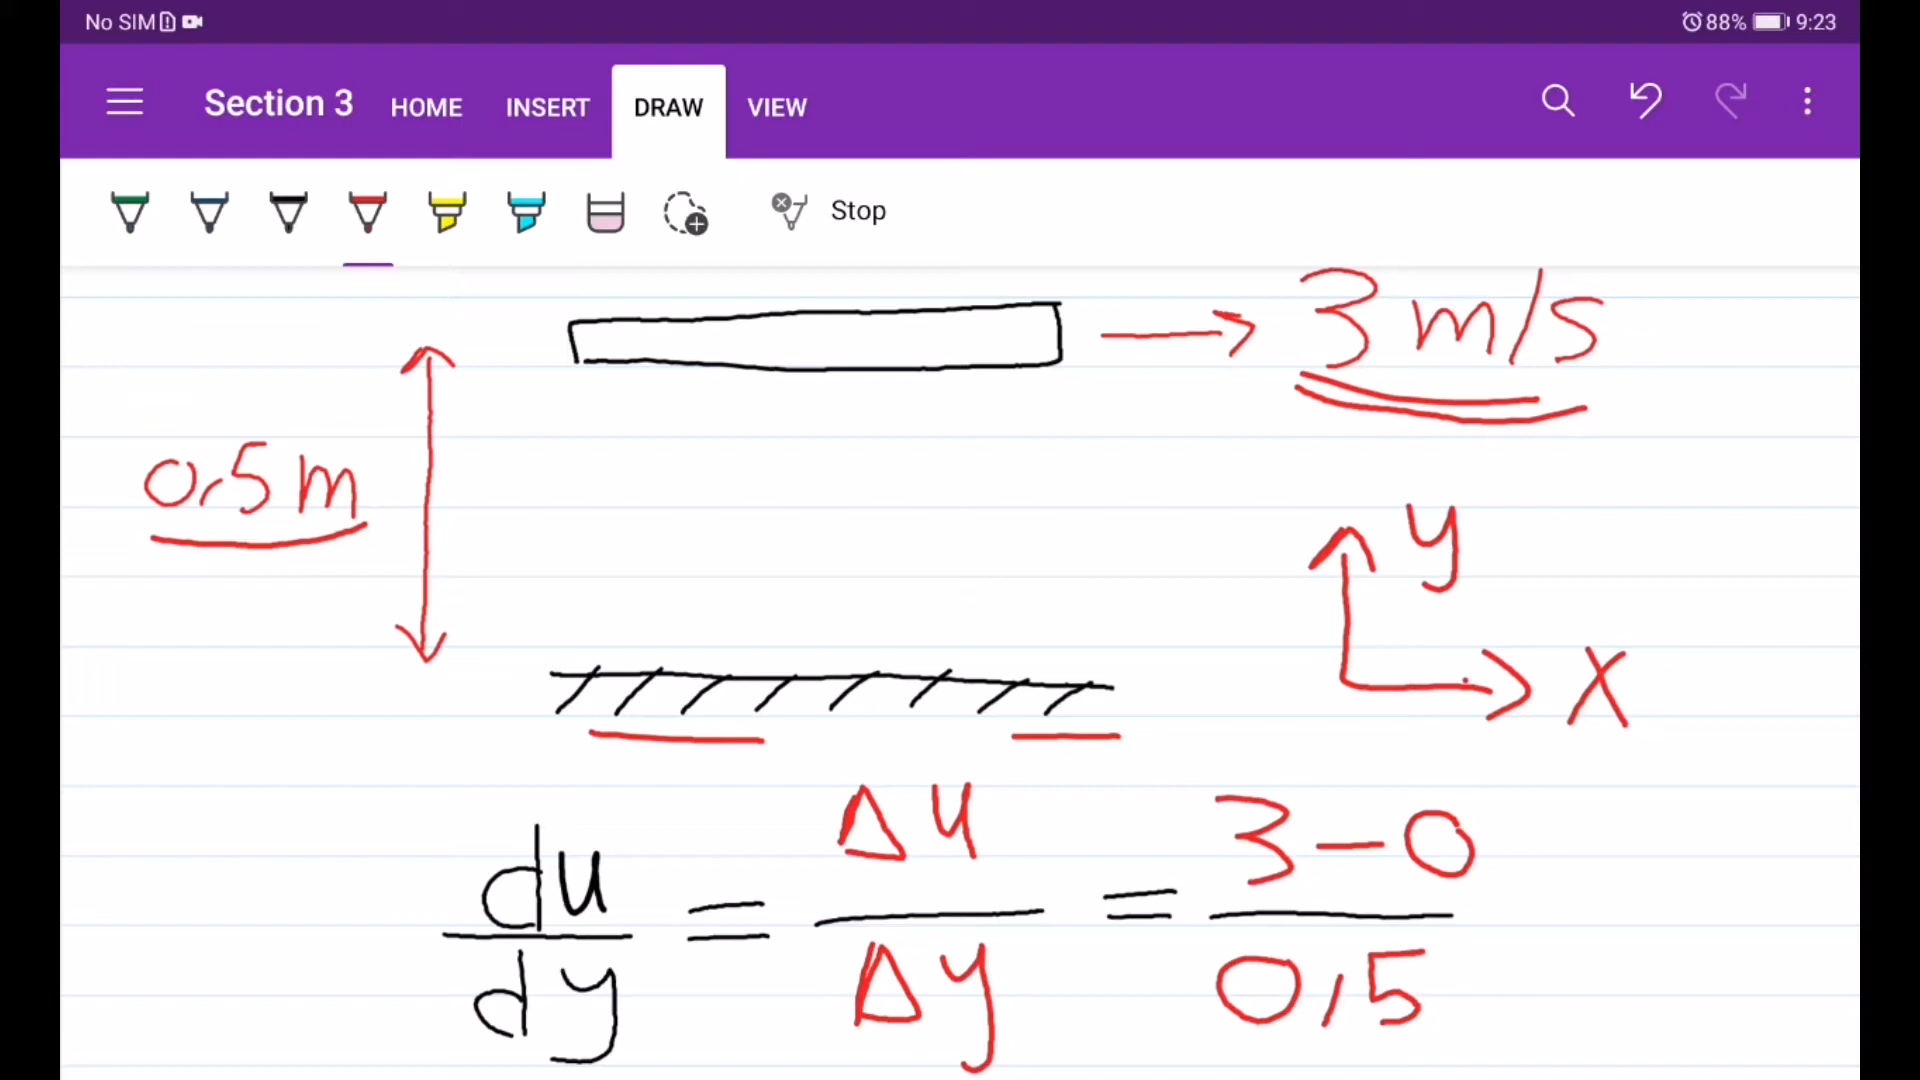 No SIM 88% 9:23
Section 3 HOME INSERT DRAW VIEW
Stop
3 m/s
0,5 m
y
x
du/dy = Δu/Δy = 3-0/0,5